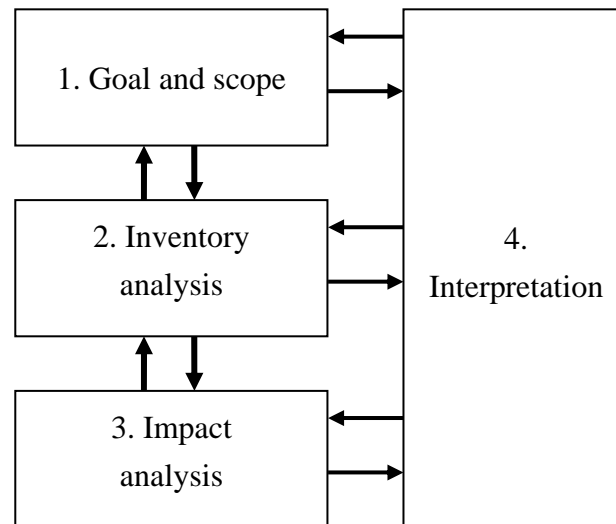 1. Goal and scope
2. Inventory
analysis
3. Impact
analysis
4.
Interpretation